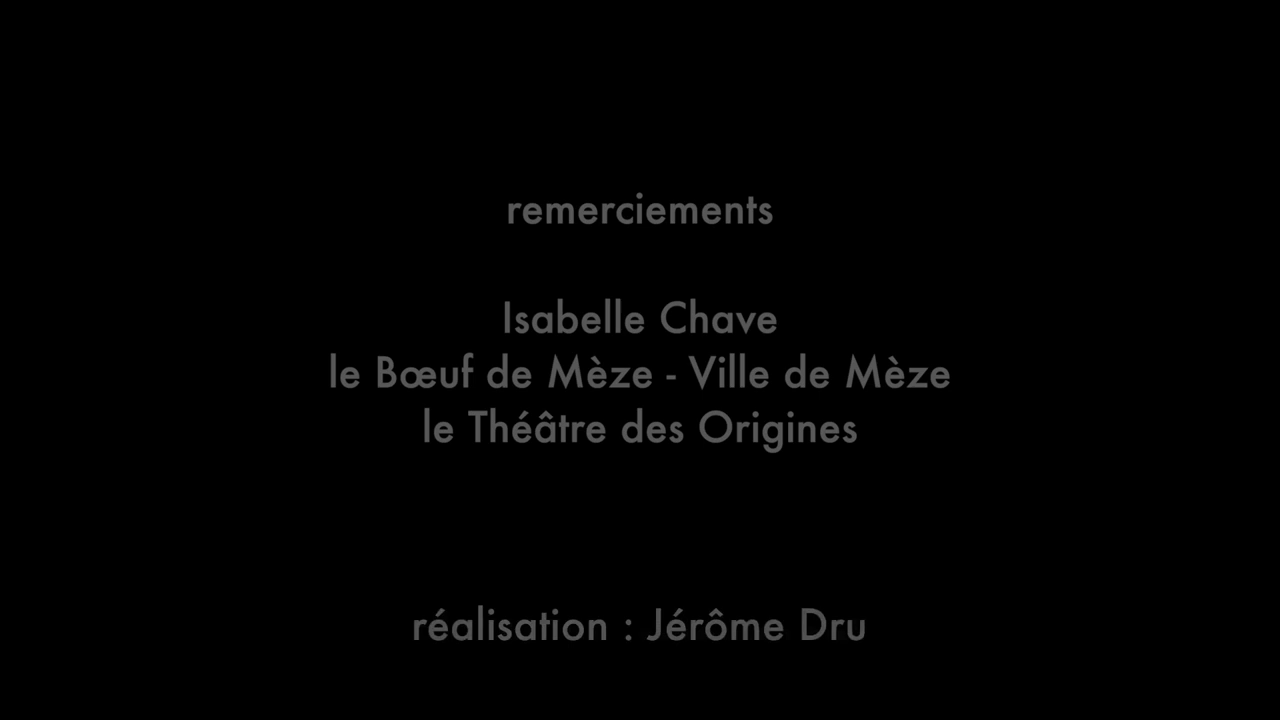 remerciements
Isabelle Chave
le Bœuf de Mèze - Ville de Mèze
le Théâtre des Origines
réalisation : Jérôme Dru